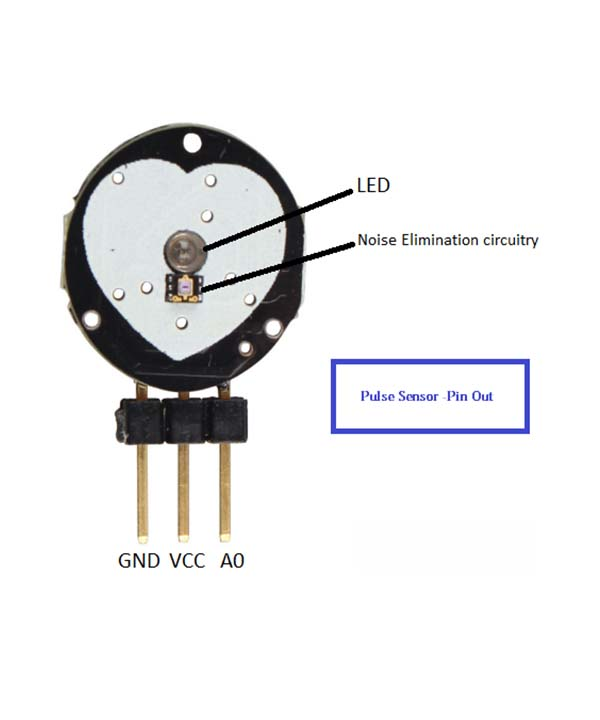 LED
Noise Elimination circuitry
Pulse Sensor -Pin Out
GND VCC A0